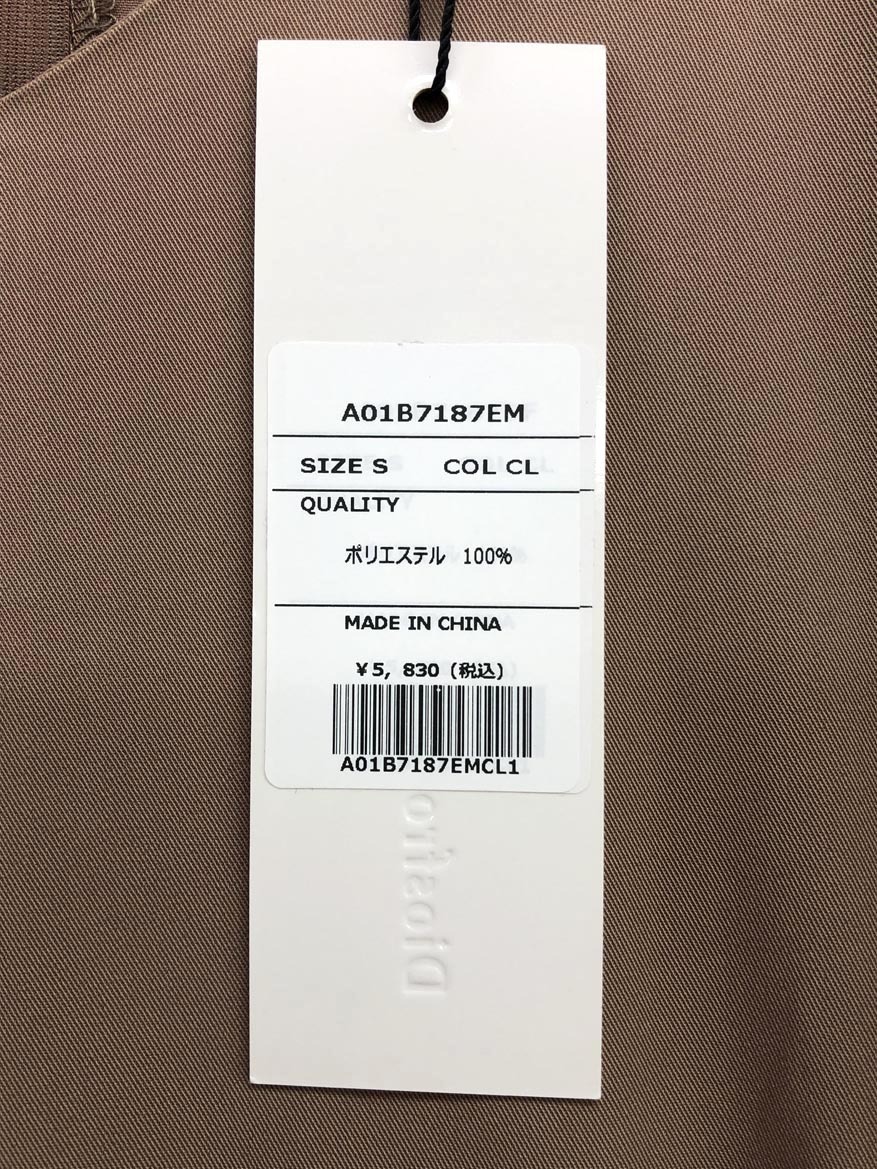 A01B7187EM
SIZE S COL CL
QUALITY
ポリエステル 100%
MADE IN CHINA
¥5, 830 (税込)
A01B7187EMCL1